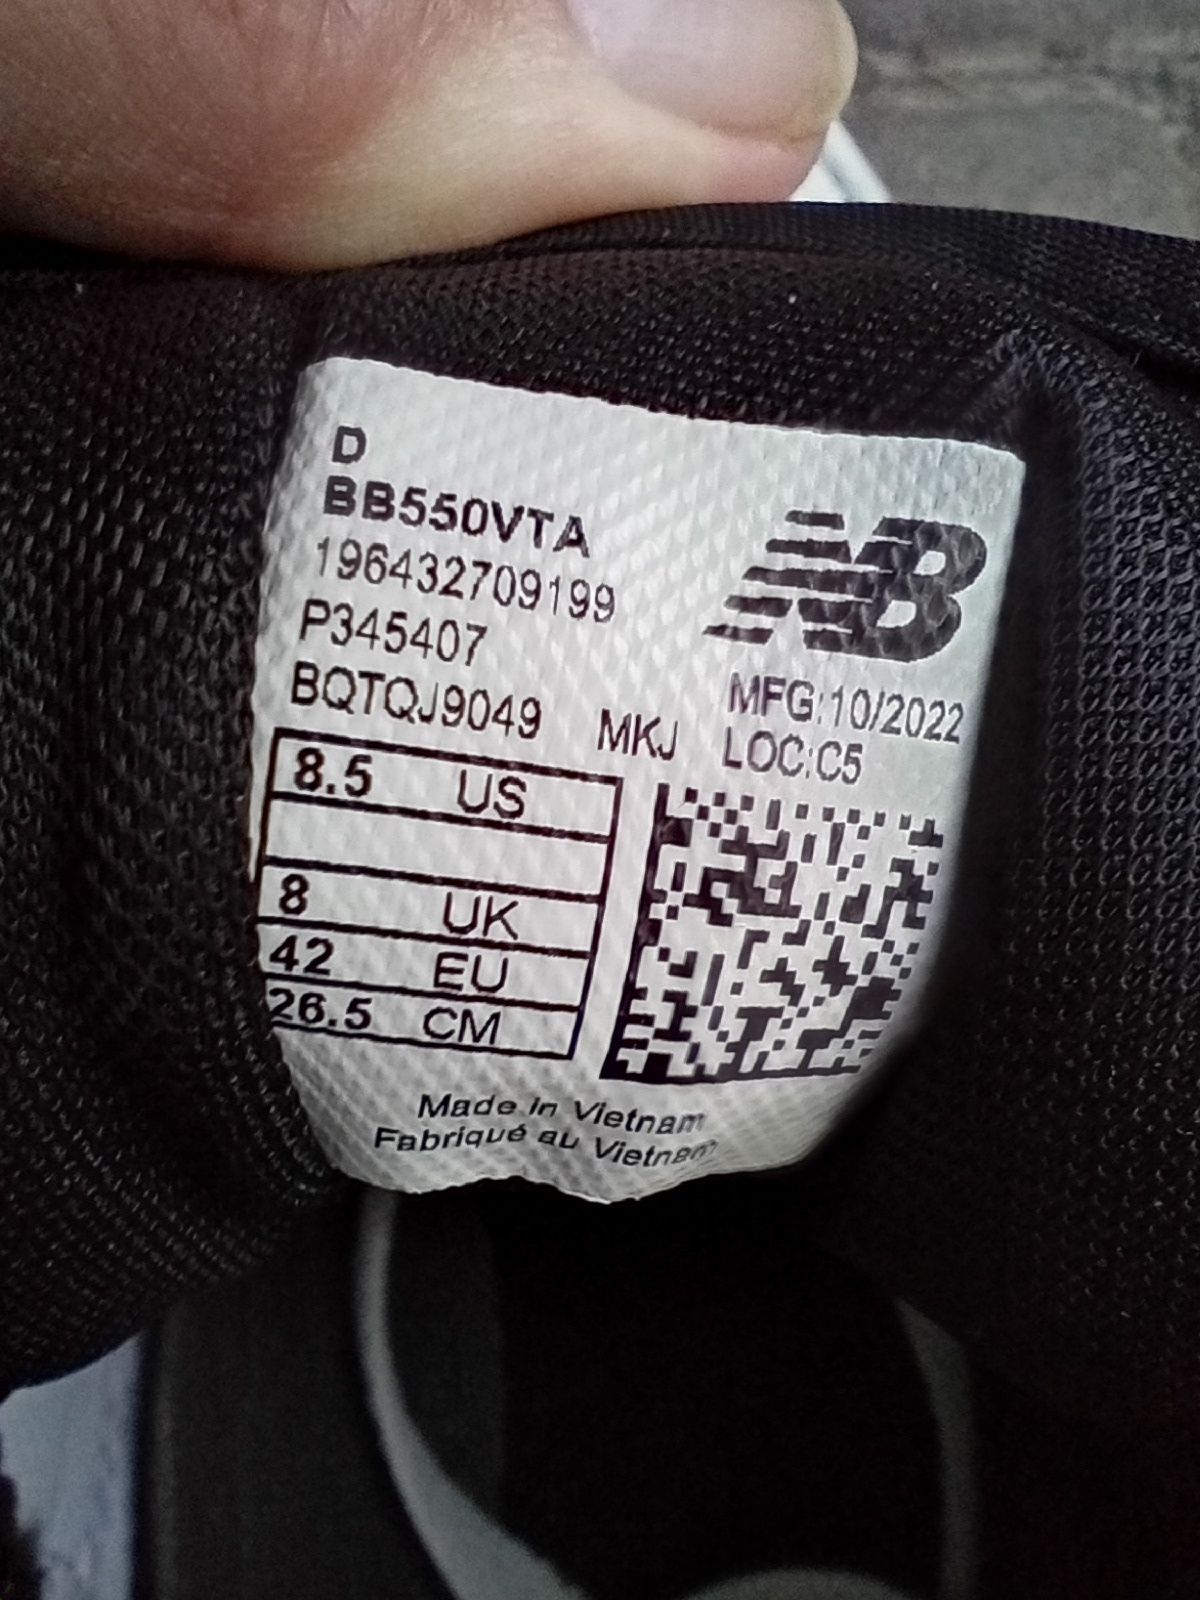 D
BB550VTA
196432709199
P345407
BQTQJ9049 MKJ
NB
MFG:10/2022
LOC:C5
8.5 US
8 UK
42 EU
26.5 CM
Made in Vietnam
Fabriqué au Vietnam